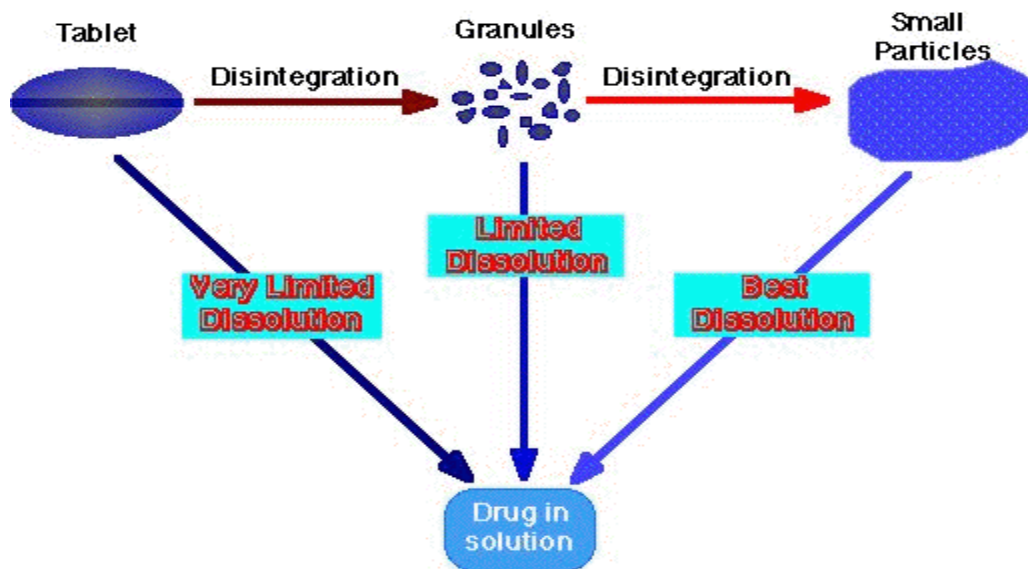 Tablet
Granules
Small
Particles
Disintegration
Disintegration
Limited
Dissolution
Very Limited
Dissolution
Best
Dissolution
Drug in
solution